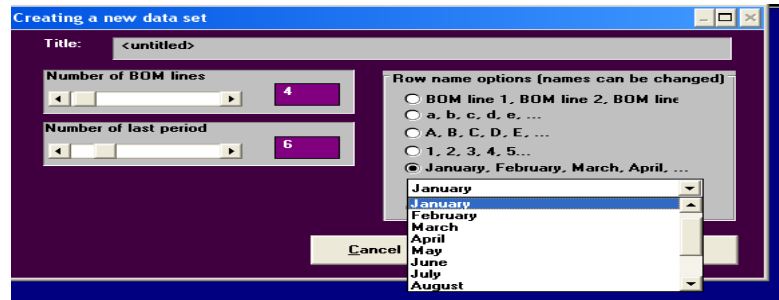 Creating a new data set
Title: <untitled>
Number of BOM lines
4
Number of last period
6
Row name options (names can be changed)
BOM line 1, BOM line 2, BOM line
a, b, c, d, e, ...
A, B, C, D, E, ...
1, 2, 3, 4, 5...
January, February, March, April, ...
January
January
February
March
April
May
June
July
August
Cancel